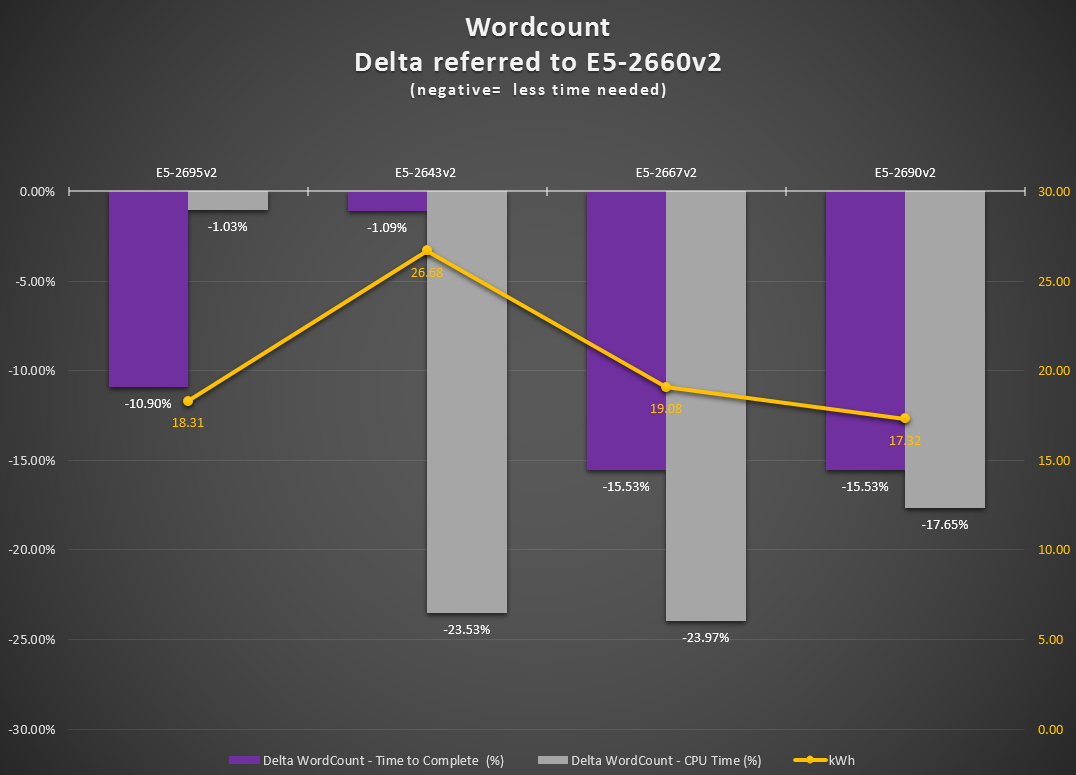 Wordcount
Delta referred to E5-2660v2
(negative= less time needed)
E5-2695v2 E5-2643v2 E5-2667v2 E5-2690v2
0.00% 30.00
-1.03% -1.09%
26.68
-5.00% 25.00
-10.00% 20.00
-10.90% 19.08
18.31 17.32
-15.00% 15.00
-15.53% -15.53%
-17.65%
-20.00% 10.00
-23.53% -23.97%
-25.00% 5.00
-30.00% 0.00
Delta WordCount - Time to Complete (%) Delta WordCount - CPU Time (%) kWh